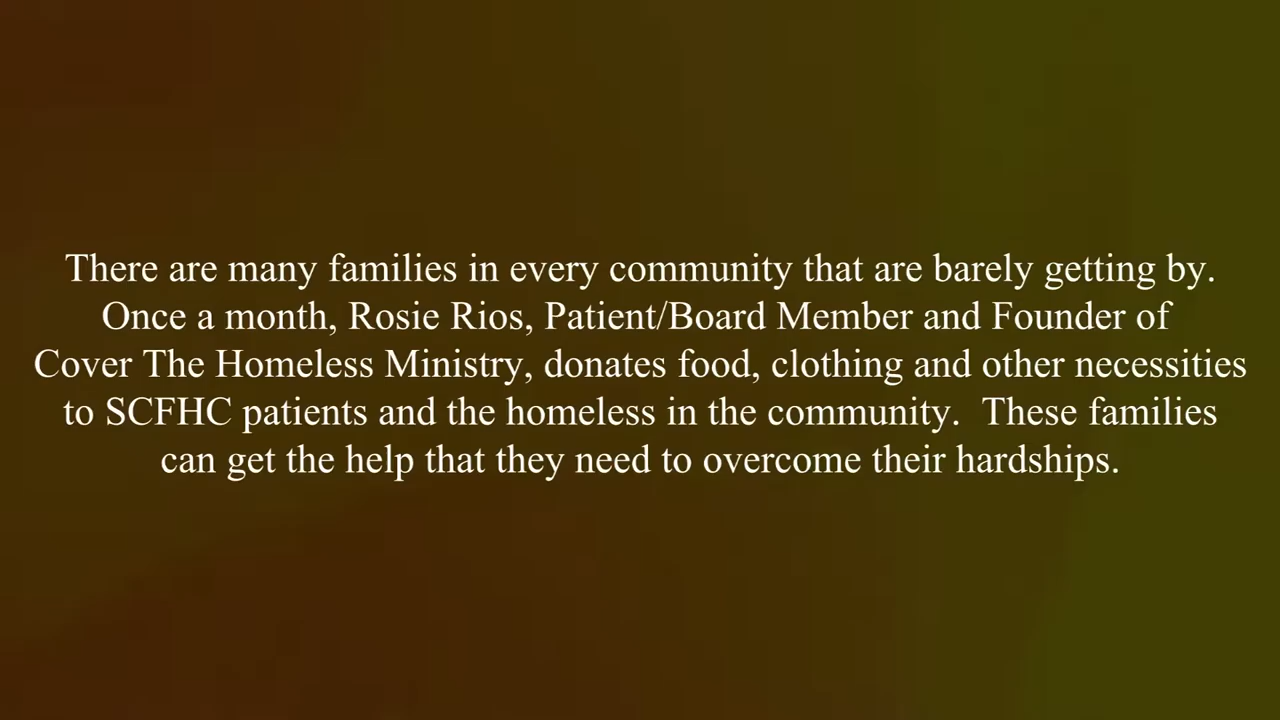 There are many families in every community that are barely getting by.
Once a month, Rosie Rios, Patient/Board Member and Founder of
Cover The Homeless Ministry, donates food, clothing and other necessities
to SCFHC patients and the homeless in the community.  These families
can get the help that they need to overcome their hardships.